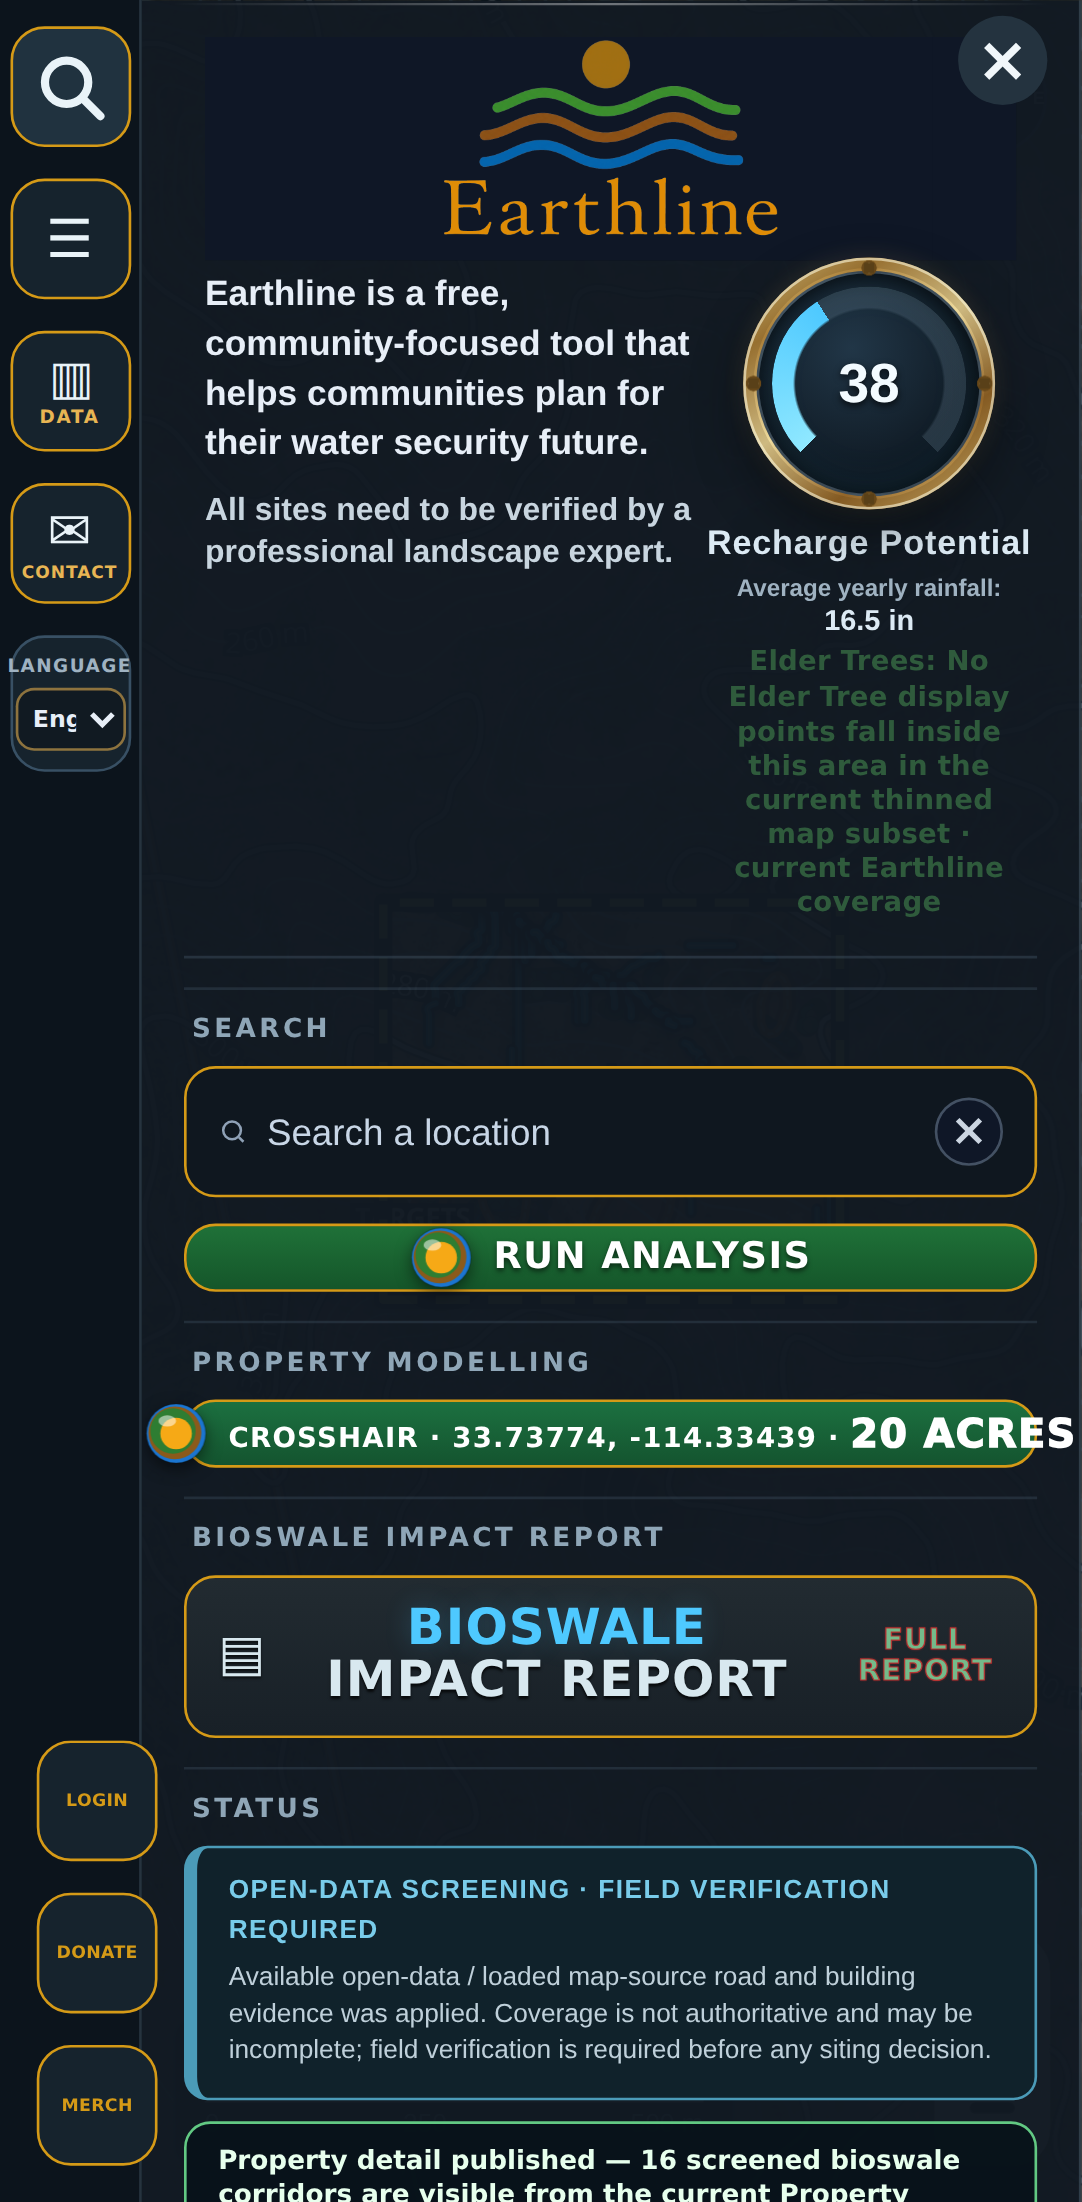 Earthline
Earthline is a free,
community-focused tool that
helps communities plan for
their water security future.
All sites need to be verified by a
professional landscape expert.
38
Recharge Potential
Average yearly rainfall:
16.5 in
Elder Trees: No
Elder Tree display
points fall inside
this area in the
current thinned
map subset ·
current Earthline
coverage
DATA
CONTACT
LANGUAGE
Eng
SEARCH
Search a location
RUN ANALYSIS
PROPERTY MODELLING
CROSSHAIR · 33.73774, -114.33439 · 20 ACRES
BIOSWALE IMPACT REPORT
BIOSWALE
IMPACT REPORT
FULL
REPORT
LOGIN
DONATE
MERCH
STATUS
OPEN-DATA SCREENING · FIELD VERIFICATION
REQUIRED
Available open-data / loaded map-source road and building
evidence was applied. Coverage is not authoritative and may be
incomplete; field verification is required before any siting decision.
Property detail published — 16 screened bioswale
corridors are visible from the current Property